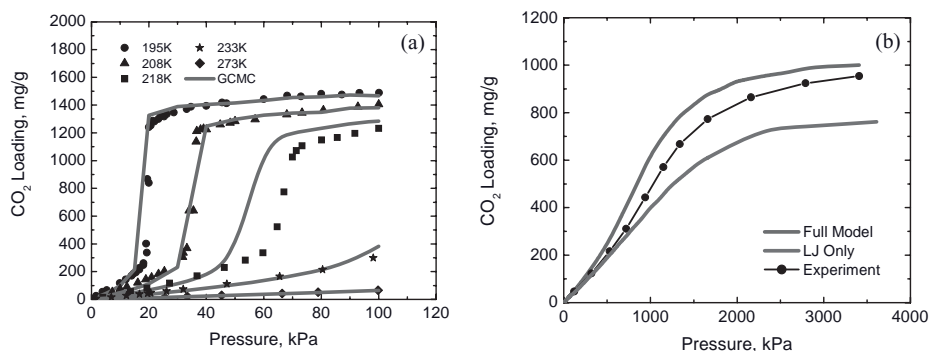 2000
1800
1600
1400
1200
1000
800
600
400
200
0
CO2 Loading, mg/g
(a)
195K
233K
208K
273K
218K
GCMC
0 20 40 60 80 100 120
Pressure, kPa
1200
1000
800
600
400
200
0
CO2 Loading, mg/g
(b)
Full Model
LJ Only
Experiment
0 1000 2000 3000 4000
Pressure, kPa